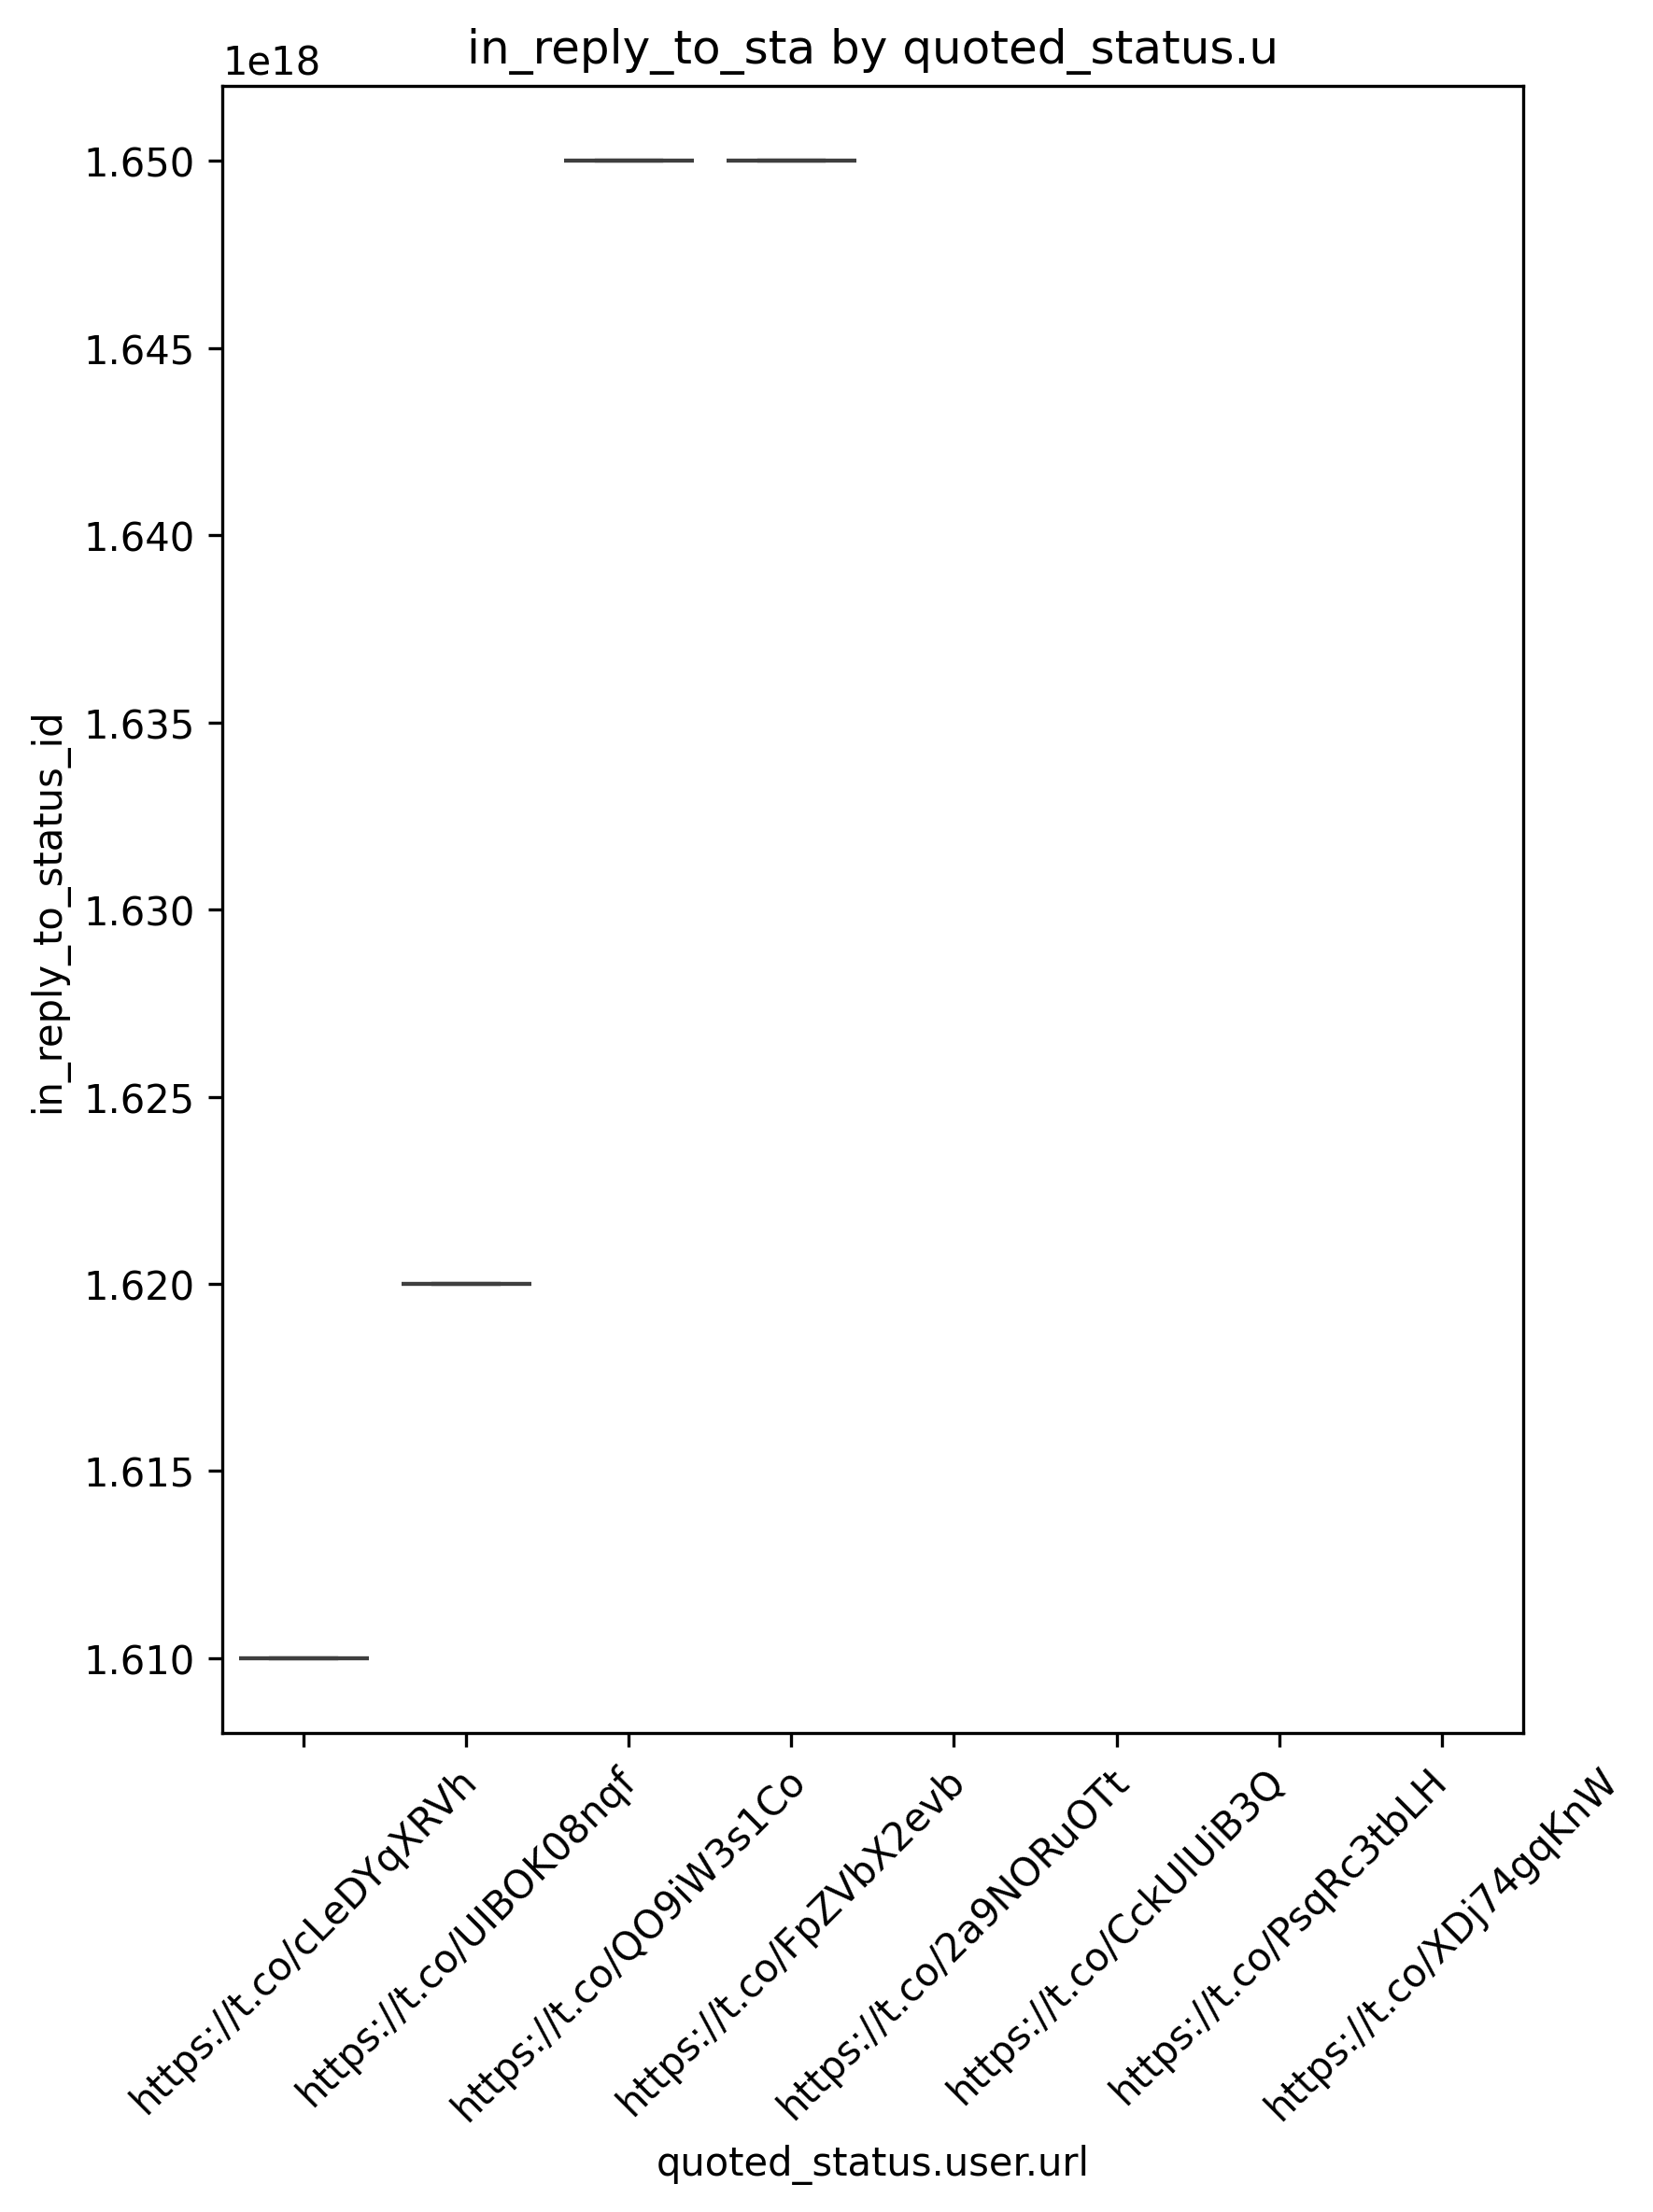 in_reply_to_sta by quoted_status.u
1e18
1.650
1.645
1.640
1.635
1.630
1.625
1.620
1.615
1.610
in_reply_to_status_id
https://t.co/cLeDYqXRVh
https://t.co/UlBOK08nqf
https://t.co/QO9iW3s1Co
https://t.co/FpZVbX2evb
https://t.co/2a9NORuOTt
https://t.co/CckUlUiB3Q
https://t.co/PsqRc3tbLH
https://t.co/XDj74gqKnW
quoted_status.user.url